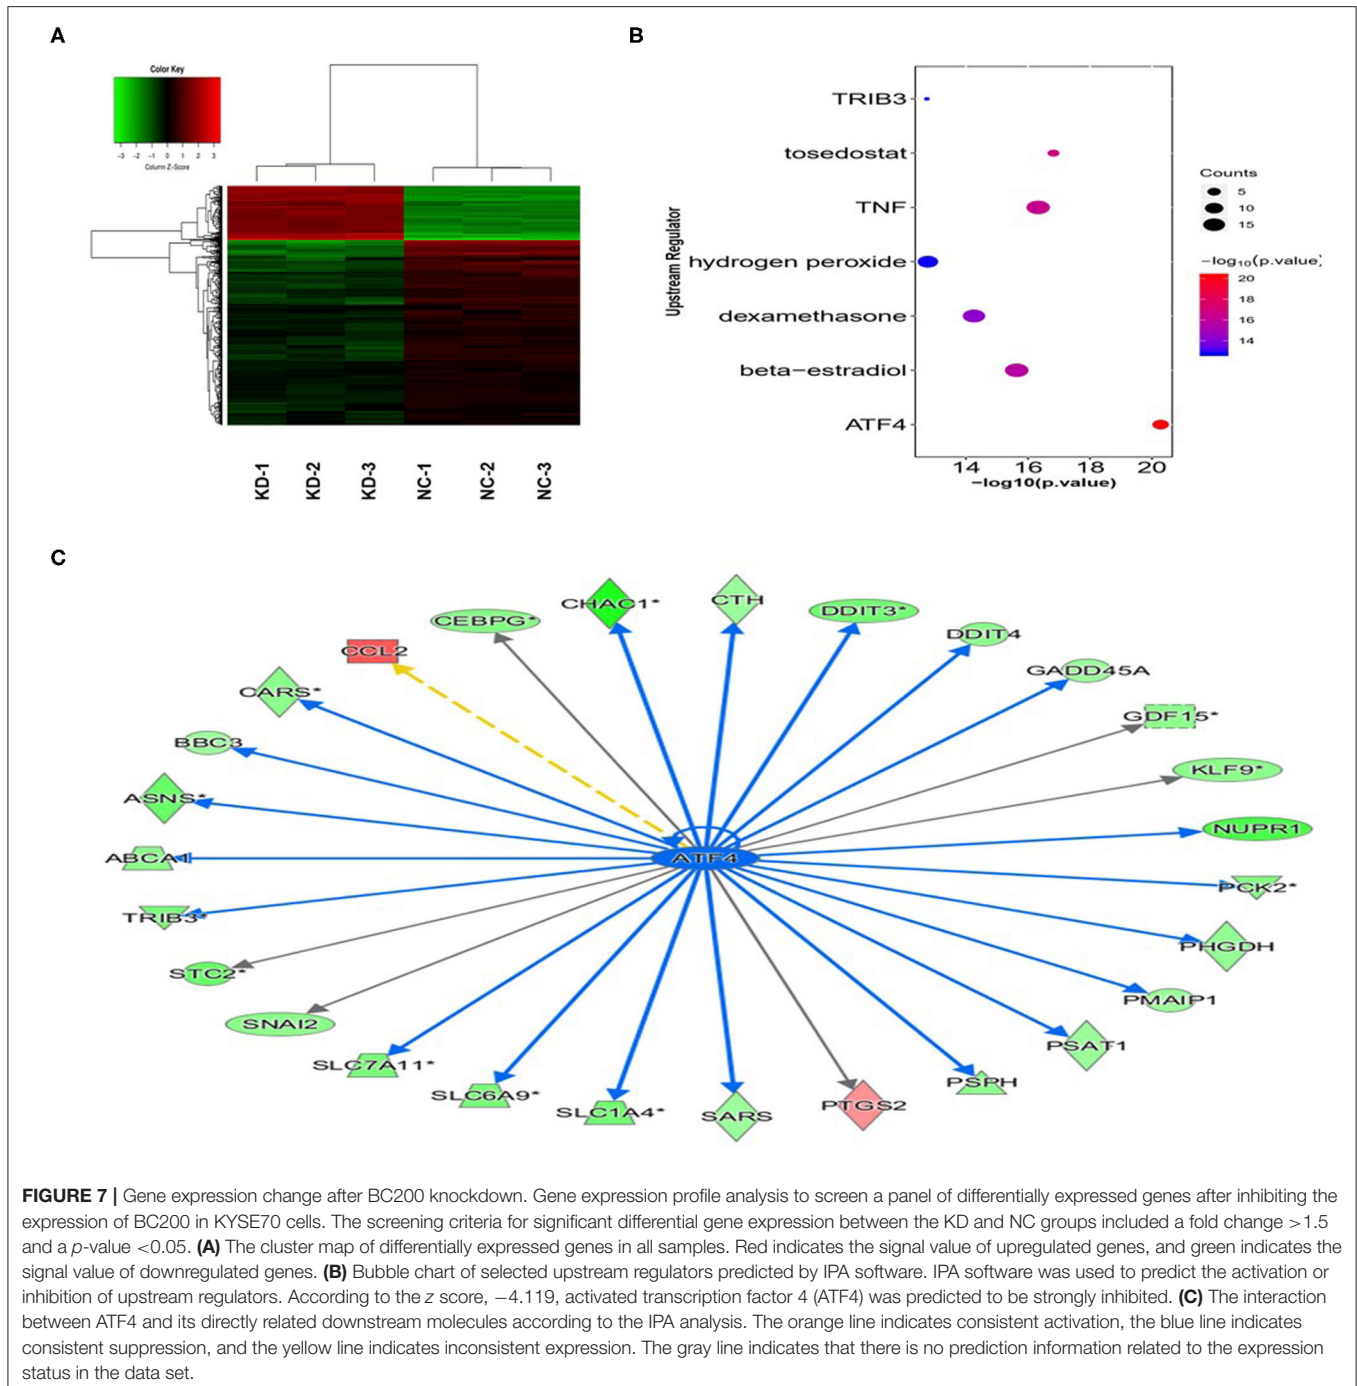 A
Color Key
-3 -2 -1 0 1 2 3
Column Z-Score
KD-1
KD-2
KD-3
NC-1
NC-2
NC-3
B
Upstream Regulator
TRIB3
tosedostat
TNF
hydrogen peroxide
dexamethasone
beta-estradiol
ATF4
14 16 18 20
-log10(p.value)
Counts
5
10
15
-log10(p.value)
20
18
16
14
C
CHAC1*
CTH
DDIT3*
CEBPG*
DDIT4
CCL2
GADD45A
CARS*
GDF15*
BBC3
KLF9*
ASNS*
NUPR1
ABCA1
ATF4
PCK2*
TRIB3*
PHGDH
STC2*
PMAIP1
SNAI2
PSAT1
SLC7A11*
PSPH
SLC6A9*
PTGS2
SLC1A4*
SARS
FIGURE 7 | Gene expression change after BC200 knockdown. Gene expression profile analysis to screen a panel of differentially expressed genes after inhibiting the
expression of BC200 in KYSE70 cells. The screening criteria for significant differential gene expression between the KD and NC groups included a fold change >1.5
and a p-value <0.05. (A) The cluster map of differentially expressed genes in all samples. Red indicates the signal value of upregulated genes, and green indicates the
signal value of downregulated genes. (B) Bubble chart of selected upstream regulators predicted by IPA software. IPA software was used to predict the activation or
inhibition of upstream regulators. According to the z score, −4.119, activated transcription factor 4 (ATF4) was predicted to be strongly inhibited. (C) The interaction
between ATF4 and its directly related downstream molecules according to the IPA analysis. The orange line indicates consistent activation, the blue line indicates
consistent suppression, and the yellow line indicates inconsistent expression. The gray line indicates that there is no prediction information related to the expression
status in the data set.